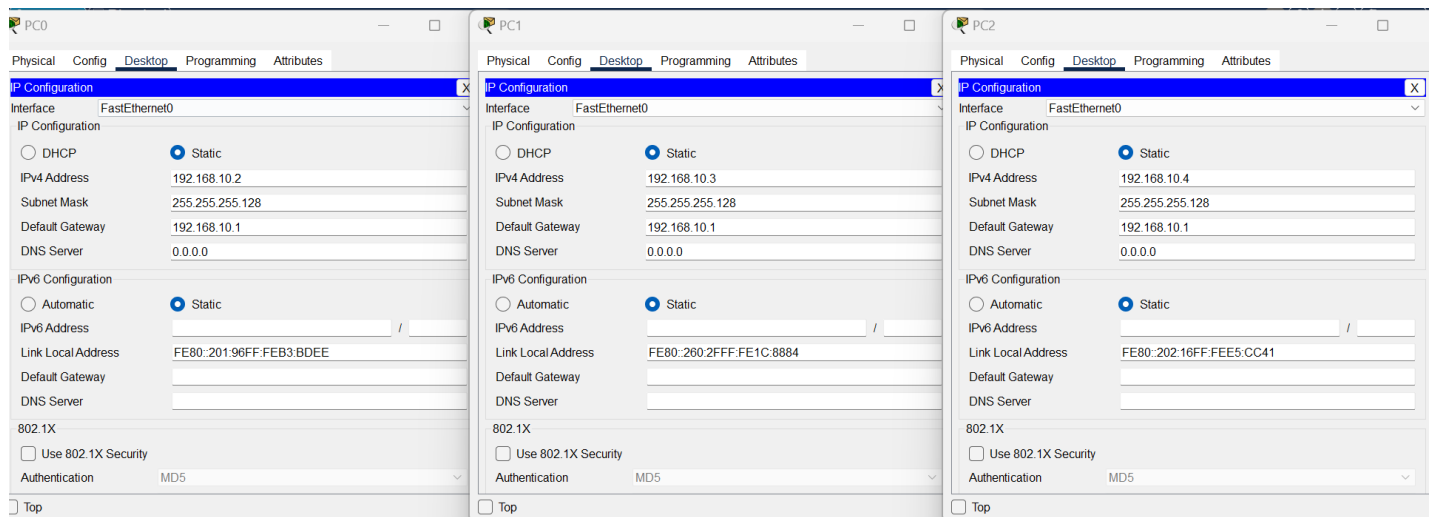 PC0
Physical Config Desktop Programming Attributes
IP Configuration X
Interface FastEthernet0
IP Configuration
DHCP Static
IPv4 Address 192.168.10.2
Subnet Mask 255.255.255.128
Default Gateway 192.168.10.1
DNS Server 0.0.0.0
IPv6 Configuration
Automatic Static
IPv6 Address /
Link Local Address FE80::201:96FF:FEB3:BDEE
Default Gateway
DNS Server
802.1X
Use 802.1X Security
Authentication MD5
Top
PC1
Physical Config Desktop Programming Attributes
IP Configuration X
Interface FastEthernet0
IP Configuration
DHCP Static
IPv4 Address 192.168.10.3
Subnet Mask 255.255.255.128
Default Gateway 192.168.10.1
DNS Server 0.0.0.0
IPv6 Configuration
Automatic Static
IPv6 Address /
Link Local Address FE80::260:2FFF:FE1C:8884
Default Gateway
DNS Server
802.1X
Use 802.1X Security
Authentication MD5
Top
PC2
Physical Config Desktop Programming Attributes
IP Configuration X
Interface FastEthernet0
IP Configuration
DHCP Static
IPv4 Address 192.168.10.4
Subnet Mask 255.255.255.128
Default Gateway 192.168.10.1
DNS Server 0.0.0.0
IPv6 Configuration
Automatic Static
IPv6 Address /
Link Local Address FE80::202:16FF:FEE5:CC41
Default Gateway
DNS Server
802.1X
Use 802.1X Security
Authentication MD5
Top